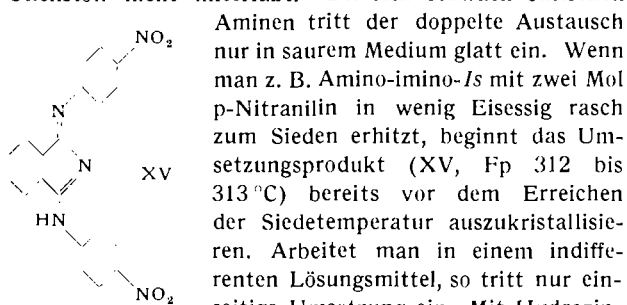 NO₂
N
N
XV
HN
NO₂
Aminen tritt der doppelte Austausch
nur in saurem Medium glatt ein. Wenn
man z. B. Amino-imino-Is mit zwei Mol
p-Nitranilin in wenig Eisessig rasch
zum Sieden erhitzt, beginnt das Um-
setzungsprodukt (XV, Fp 312 bis
313 °C) bereits vor dem Erreichen
der Siedetemperatur auszukristallisie-
ren. Arbeitet man in einem indiffe-
renten Lösungsmittel, so tritt nur ein-
seitige Umsetzung ein. Mit Hydrazin-